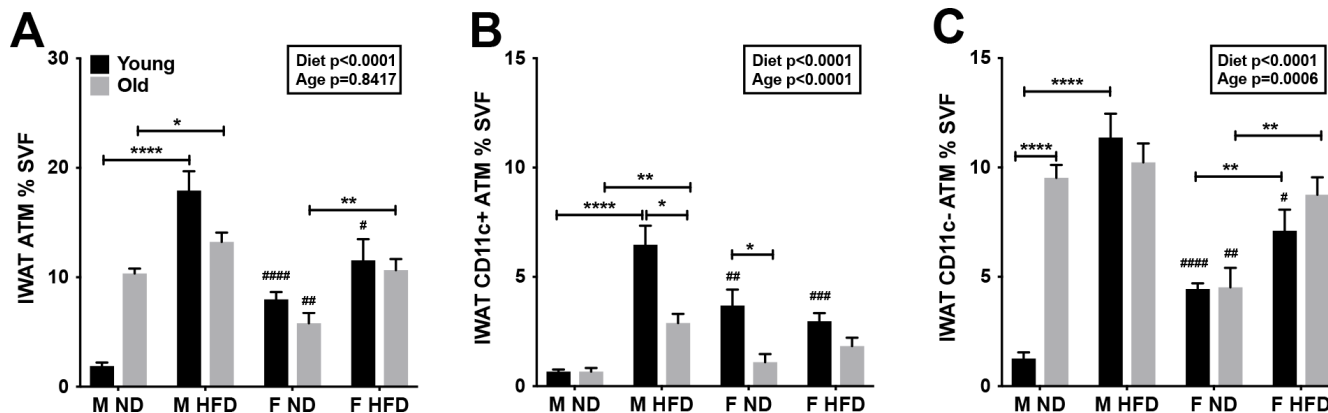 A
IWAT ATM % SVF
30
20
10
0
Young
Old
Diet p<0.0001
Age p=0.8417
*
****
**
#
####
##
M ND M HFD F ND F HFD
B
IWAT CD11c+ ATM % SVF
15
10
5
0
Diet p<0.0001
Age p<0.0001
**
****
*
*
##
###
M ND M HFD F ND F HFD
C
IWAT CD11c- ATM % SVF
15
10
5
0
Diet p<0.0001
Age p=0.0006
****
**
****
**
#
####
##
M ND M HFD F ND F HFD